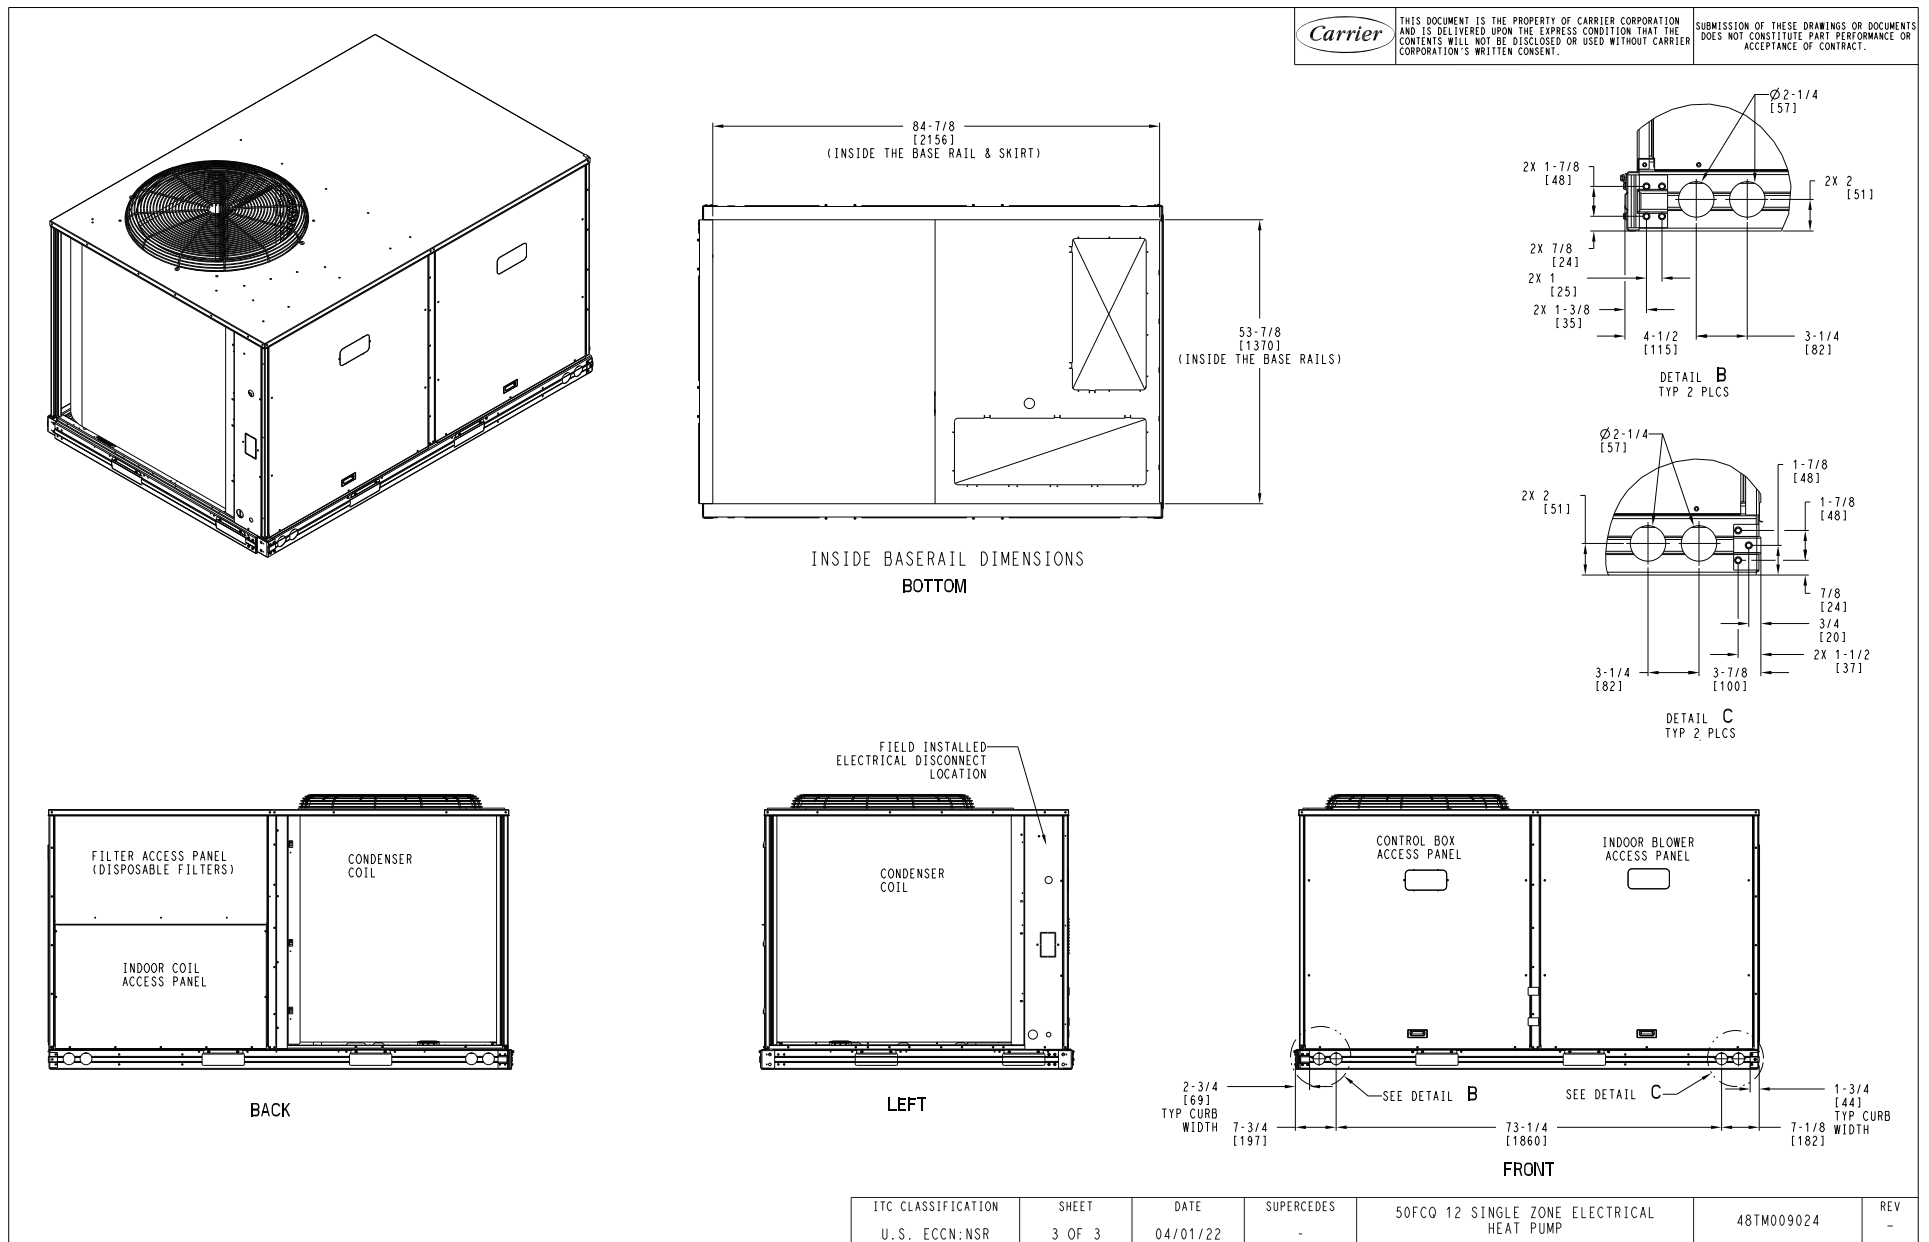 Carrier
THIS DOCUMENT IS THE PROPERTY OF CARRIER CORPORATION
AND IS DELIVERED UPON THE EXPRESS CONDITION THAT THE
CONTENTS WILL NOT BE DISCLOSED OR USED WITHOUT CARRIER
CORPORATION'S WRITTEN CONSENT.
SUBMISSION OF THESE DRAWINGS OR DOCUMENTS
DOES NOT CONSTITUTE PART PERFORMANCE OR
ACCEPTANCE OF CONTRACT.
84-7/8
[2156]
(INSIDE THE BASE RAIL & SKIRT)
53-7/8
[1370]
(INSIDE THE BASE RAILS)
INSIDE BASERAIL DIMENSIONS
BOTTOM
Ø2-1/4
[57]
2X 1-7/8
[48]
2X 2
[51]
2X 7/8
[24]
2X 1
[25]
2X 1-3/8
[35]
4-1/2
[115]
3-1/4
[82]
DETAIL B
TYP 2 PLCS
Ø2-1/4
[57]
1-7/8
[48]
2X 2
[51]
1-7/8
[48]
7/8
[24]
3/4
[20]
2X 1-1/2
[37]
3-1/4
[82]
3-7/8
[100]
DETAIL C
TYP 2 PLCS
FILTER ACCESS PANEL
(DISPOSABLE FILTERS)
CONDENSER
COIL
INDOOR COIL
ACCESS PANEL
BACK
FIELD INSTALLED
ELECTRICAL DISCONNECT
LOCATION
CONDENSER
COIL
LEFT
CONTROL BOX
ACCESS PANEL
INDOOR BLOWER
ACCESS PANEL
2-3/4
[69]
TYP CURB
WIDTH
7-3/4
[197]
SEE DETAIL B
SEE DETAIL C
73-1/4
[1860]
7-1/8
[182]
1-3/4
[44]
TYP CURB
WIDTH
FRONT
ITC CLASSIFICATION
U.S. ECCN:NSR
SHEET
3 OF 3
DATE
04/01/22
SUPERCEDES
-
50FCQ 12 SINGLE ZONE ELECTRICAL
HEAT PUMP
48TM009024
REV
-